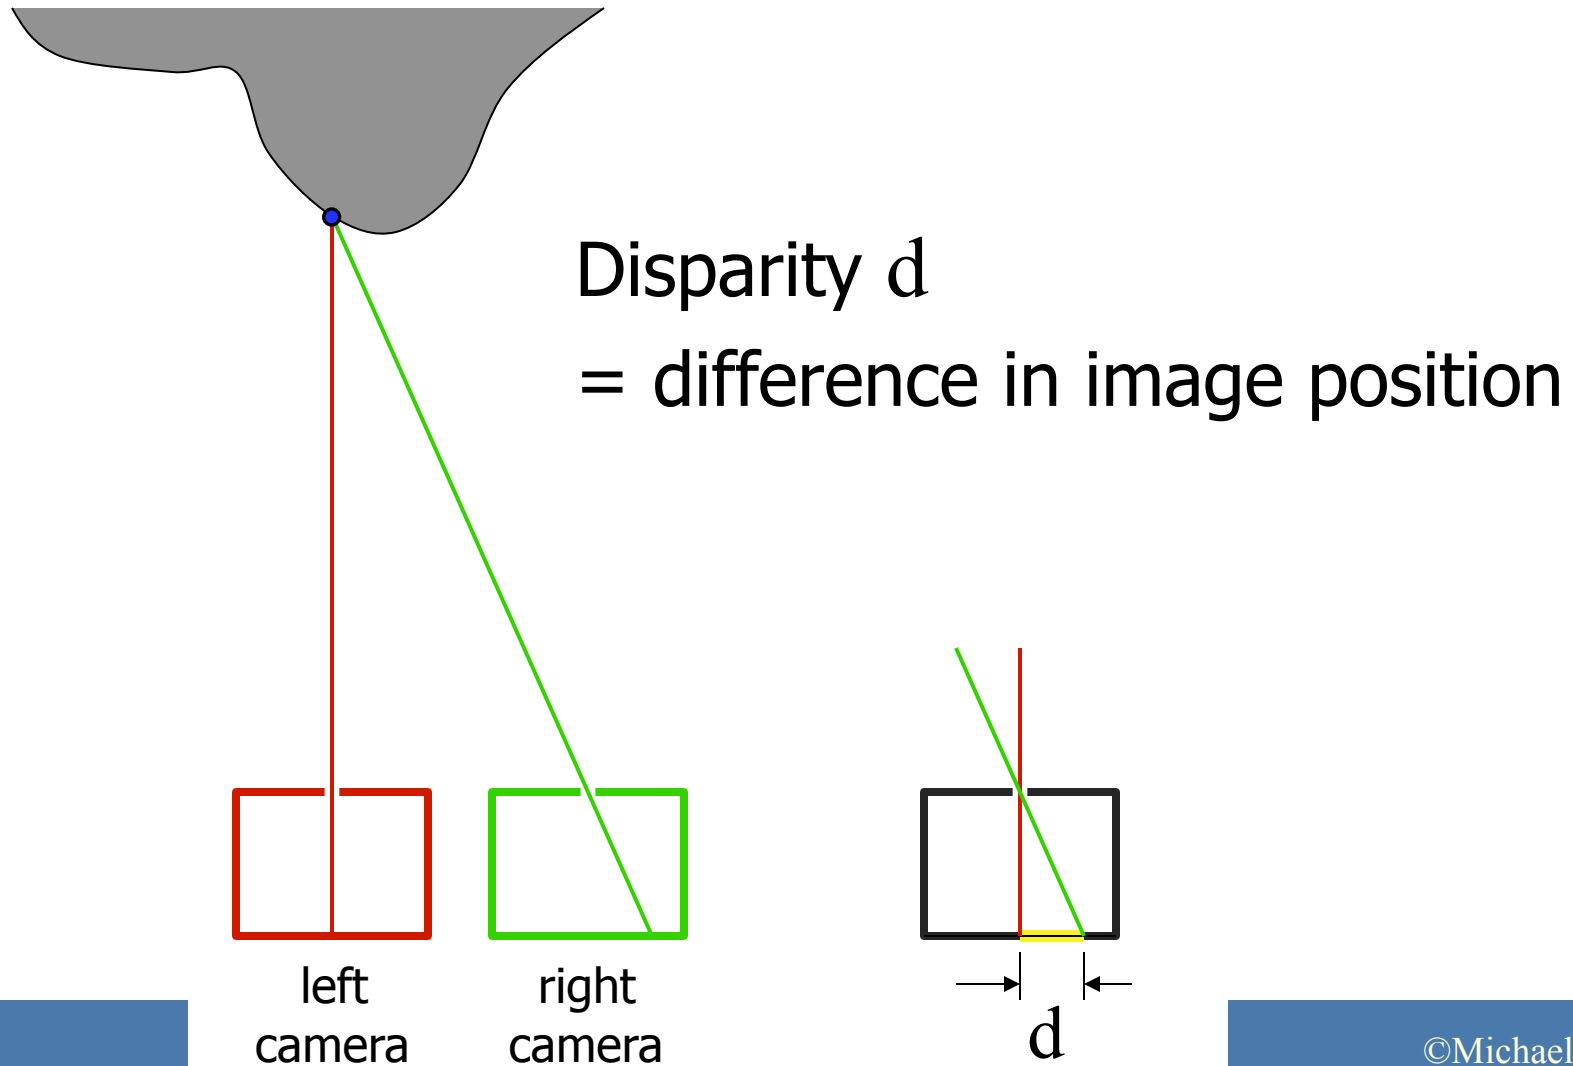 Disparity d
= difference in image position
left
camera
right
camera
d
©Michael